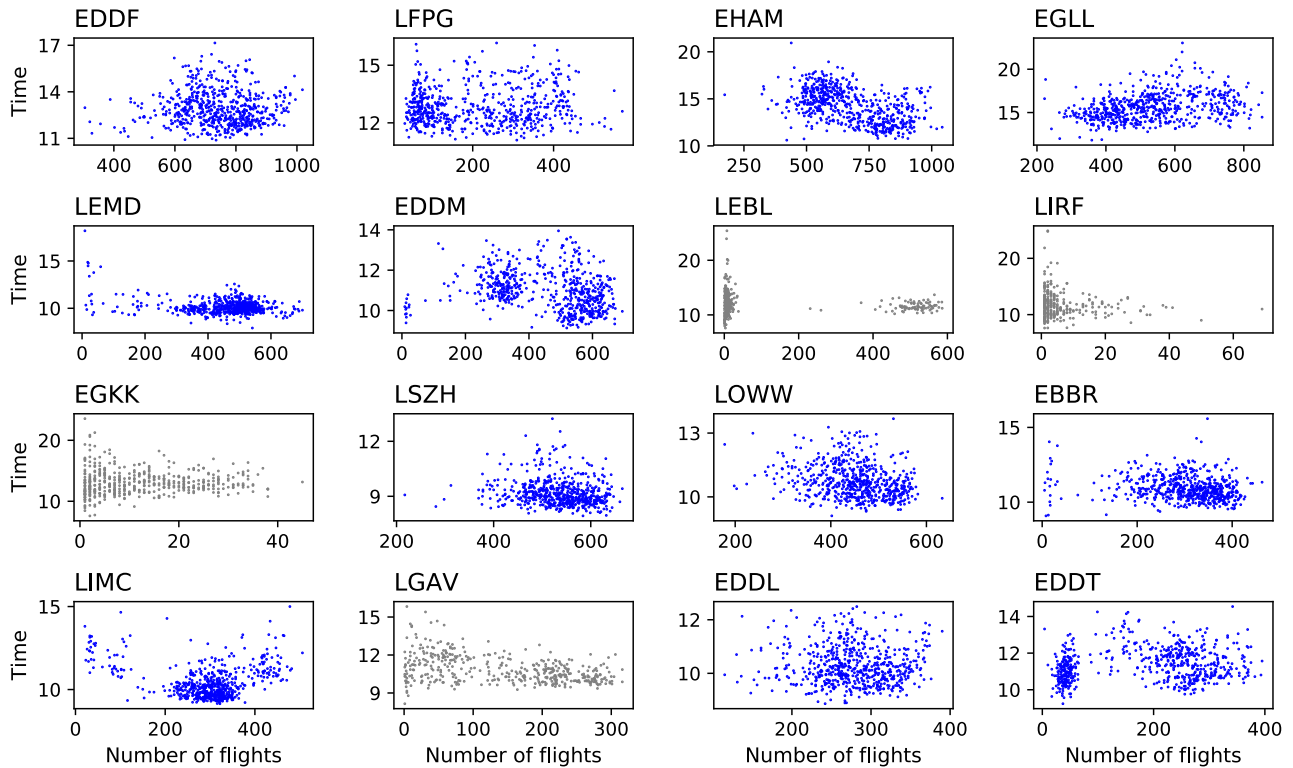 EDDF LFPG EHAM EGLL
Time
17
14
11
400 600 800 1000
15
12
200 400
20
15
10
250 500 750 1000
20
15
200 400 600 800
LEMD EDDM LEBL LIRF
Time
15
10
0 200 400 600
14
12
10
0 200 400 600
20
10
0 200 400 600
20
10
0 20 40 60
EGKK LSZH LOWW EBBR
Time
20
10
0 20 40
12
9
200 400 600
13
10
200 400 600
15
10
0 200 400
LIMC LGAV EDDL EDDT
Time
15
10
0 200 400
15
12
9
0 100 200 300
12
10
200 300 400
14
12
10
0 100 200 300 400
Number of flights Number of flights Number of flights Number of flights